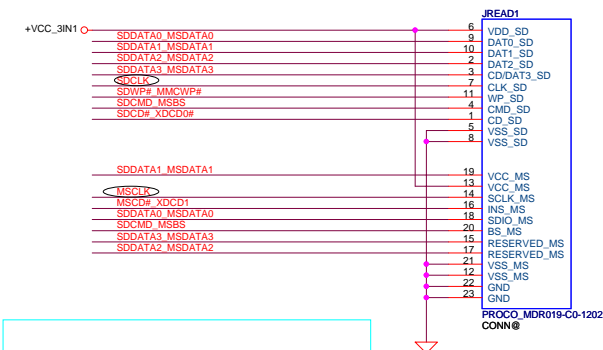 JREAD1
+VCC_3IN1 6 VDD_SD
SDDATA0_MSDATA0 9 DAT0_SD
SDDATA1_MSDATA1 10 DAT1_SD
SDDATA2_MSDATA2 2 DAT2_SD
SDDATA3_MSDATA3 3 CD/DAT3_SD
SDCLK 7 CLK_SD
SDWP#_MMCWP# 11 WP_SD
SDCMD_MSBS 4 CMD_SD
SDCD#_XDCD0# 1 CD_SD
5 VSS_SD
8 VSS_SD
SDDATA1_MSDATA1 19 VCC_MS
13 VCC_MS
MSCLK 14 SCLK_MS
MSCD#_XDCD1 16 INS_MS
SDDATA0_MSDATA0 18 SDIO_MS
SDCMD_MSBS 20 BS_MS
SDDATA3_MSDATA3 15 RESERVED_MS
SDDATA2_MSDATA2 17 RESERVED_MS
21 VSS_MS
12 VSS_MS
22 GND
23 GND
PROCO_MDR019-C0-1202
CONN@